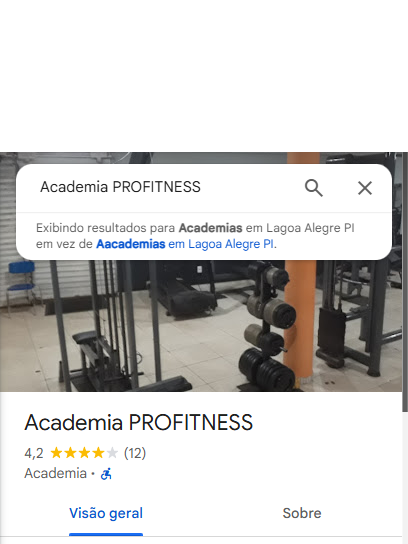 Academia PROFITNESS
Exibindo resultados para Academias em Lagoa Alegre PI
em vez de Aacademias em Lagoa Alegre PI.
Academia PROFITNESS
4,2 (12)
Academia ·
Visão geral Sobre